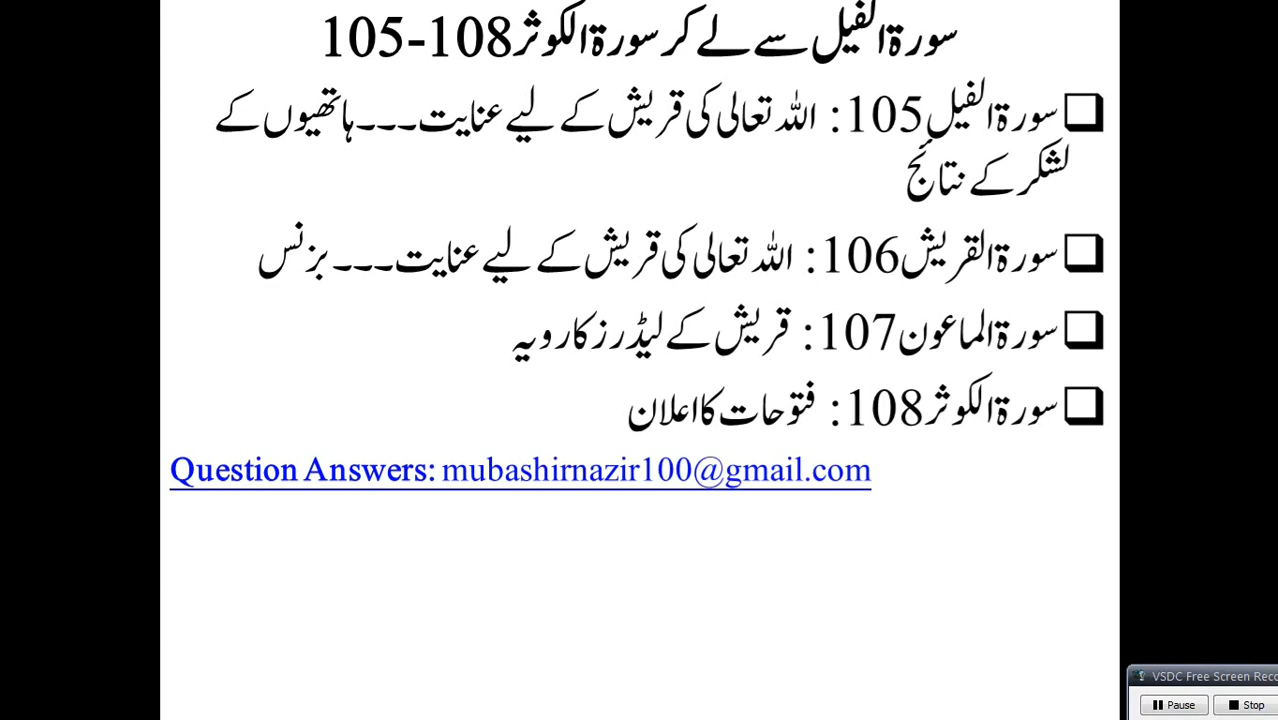 سورۃ الفیل سے لے کر سورۃ الکوثر 108-105
سورۃ الفیل 105: اللہ تعالی کی قریش کے لیے عنایت۔۔۔ہاتھیوں کے
لشکر کے نتائج
سورۃ القریش 106: اللہ تعالی کی قریش کے لیے عنایت۔۔۔ بزنس
سورۃ الماعون 107: قریش کے لیڈرز کا رویہ
سورۃ الکوثر 108: فتوحات کا اعلان
Question Answers: mubashirnazir100@gmail.com
VSDC Free Screen Reco
Pause Stop